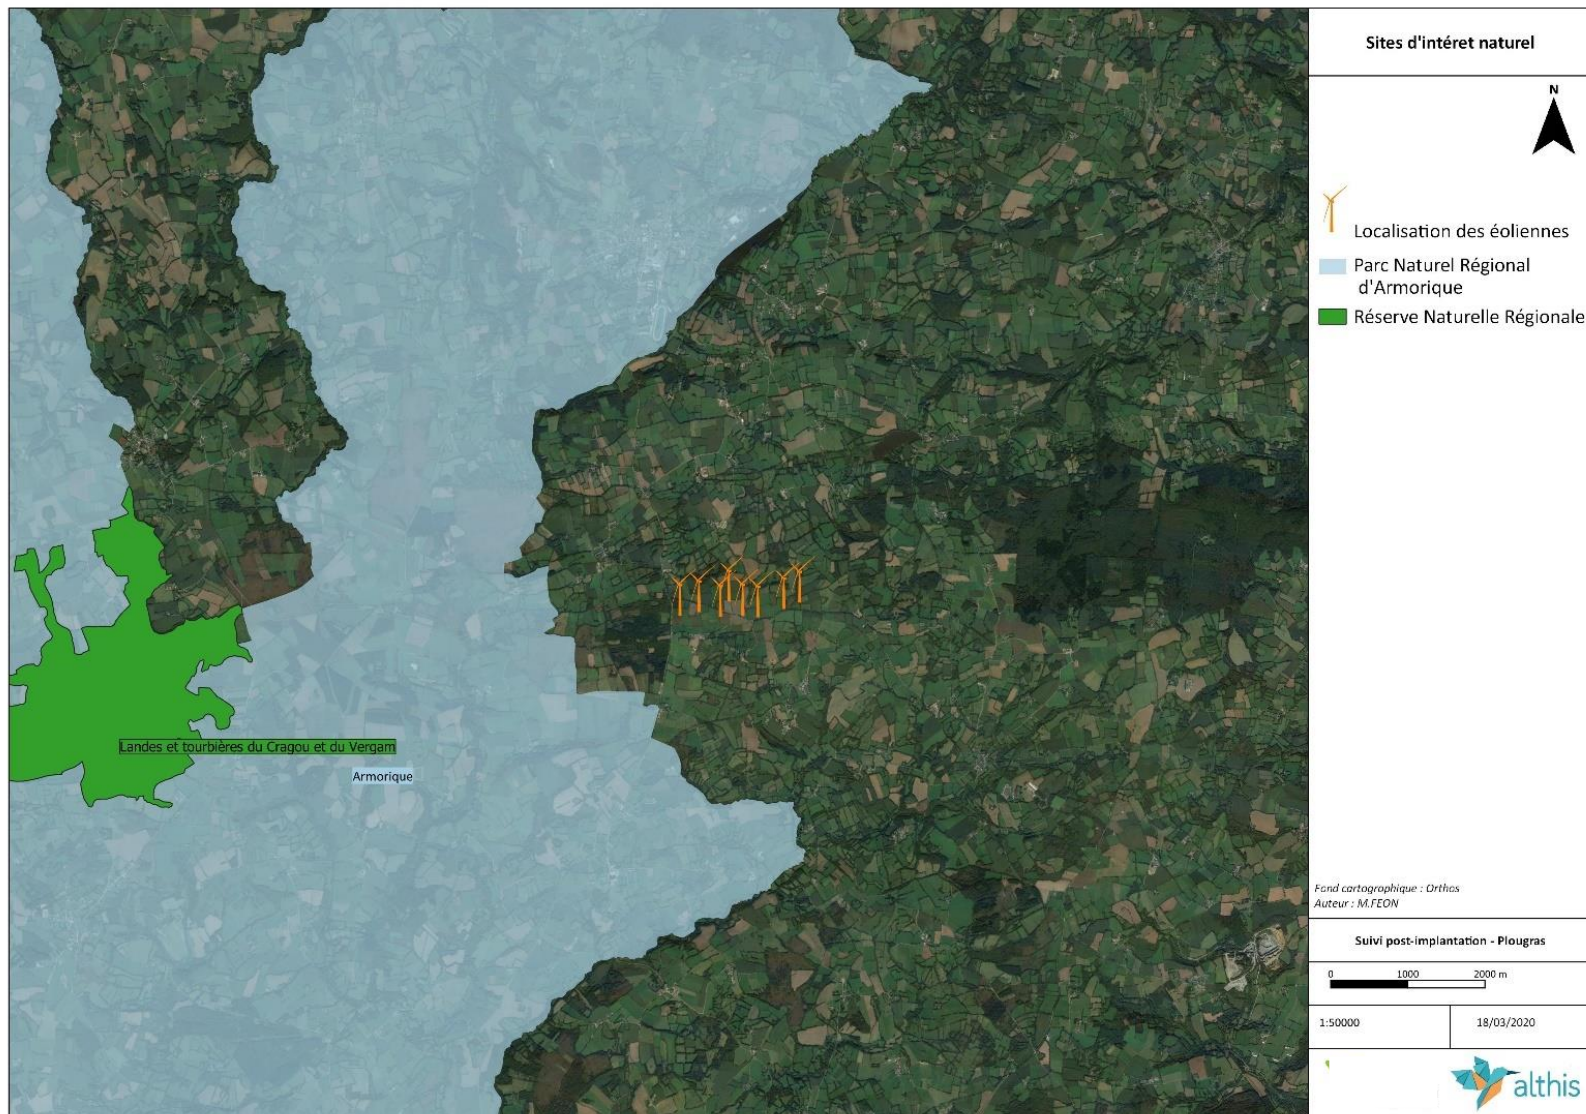 Sites d'intéret naturel
N
Localisation des éoliennes
Parc Naturel Régional
d'Armorique
Réserve Naturelle Régionale
Landes et tourbières du Cragou et du Vergam
Armorique
Fond cartographique : Orthos
Auteur : M.FEON
Suivi post-implantation - Plougras
0 1000 2000 m
1:50000
18/03/2020
althis